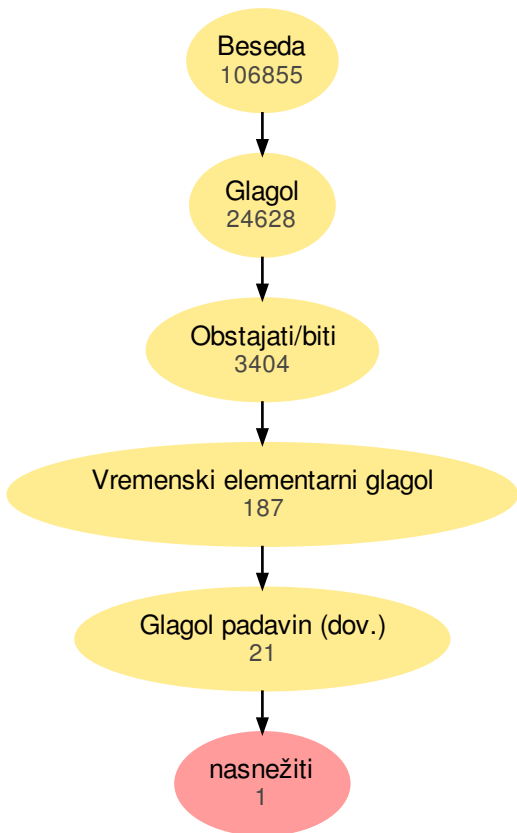 Beseda
106855
Glagol
24628
Obstajati/biti
3404
Vremenski elementarni glagol
187
Glagol padavin (dov.)
21
nasnežiti
1